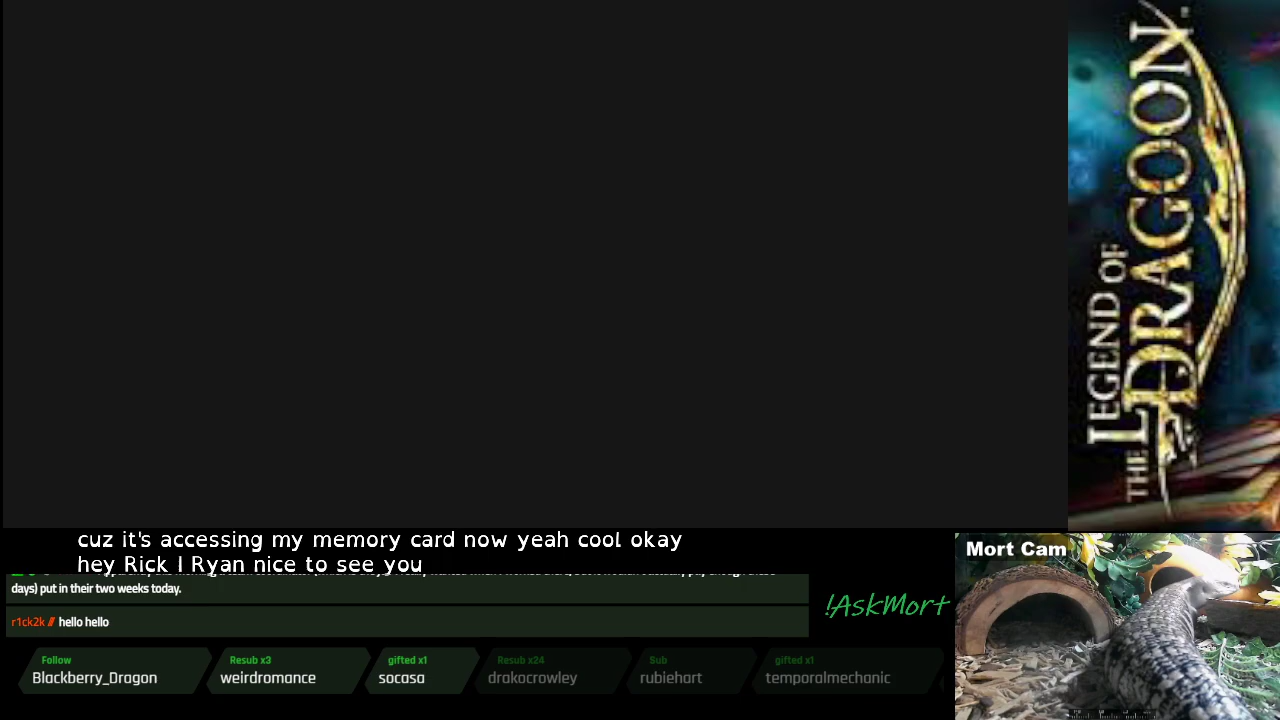 THE LEGEND OF DRAGOON
cuz it's accessing my memory card now yeah cool okay
hey Rick I Ryan nice to see you
days) put in their two weeks today.
r1ck2k // hello hello
!AskMort
Mort Cam
Follow
Blackberry_Dragon
Resub x3
weirdromance
gifted x1
socasa
Resub x24
drakocrowley
Sub
rubiehart
gifted x1
temporalmechanic